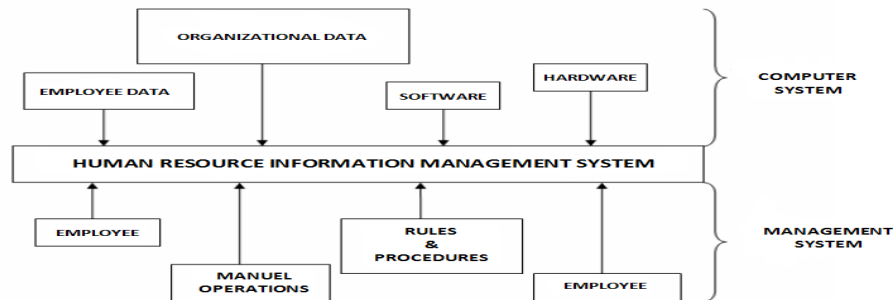 ORGANIZATIONAL DATA
EMPLOYEE DATA
SOFTWARE
HARDWARE
COMPUTER
SYSTEM
HUMAN RESOURCE INFORMATION MANAGEMENT SYSTEM
EMPLOYEE
MANUEL
OPERATIONS
RULES
&
PROCEDURES
EMPLOYEE
MANAGEMENT
SYSTEM